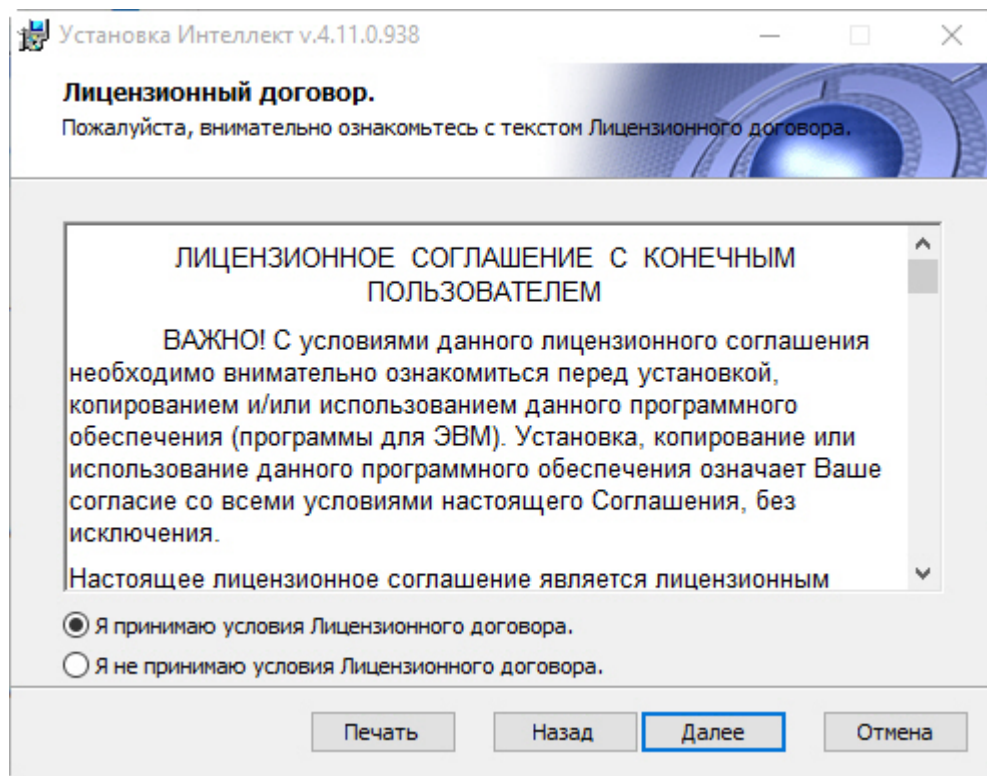 Установка Интеллект v.4.11.0.938
Лицензионный договор.
Пожалуйста, внимательно ознакомьтесь с текстом Лицензионного договора.
ЛИЦЕНЗИОННОЕ СОГЛАШЕНИЕ С КОНЕЧНЫМ
ПОЛЬЗОВАТЕЛЕМ
ВАЖНО! С условиями данного лицензионного соглашения
необходимо внимательно ознакомиться перед установкой,
копированием и/или использованием данного программного
обеспечения (программы для ЭВМ). Установка, копирование или
использование данного программного обеспечения означает Ваше
согласие со всеми условиями настоящего Соглашения, без
исключения.
Настоящее лицензионное соглашение является лицензионным
Я принимаю условия Лицензионного договора.
Я не принимаю условия Лицензионного договора.
Печать Назад Далее Отмена